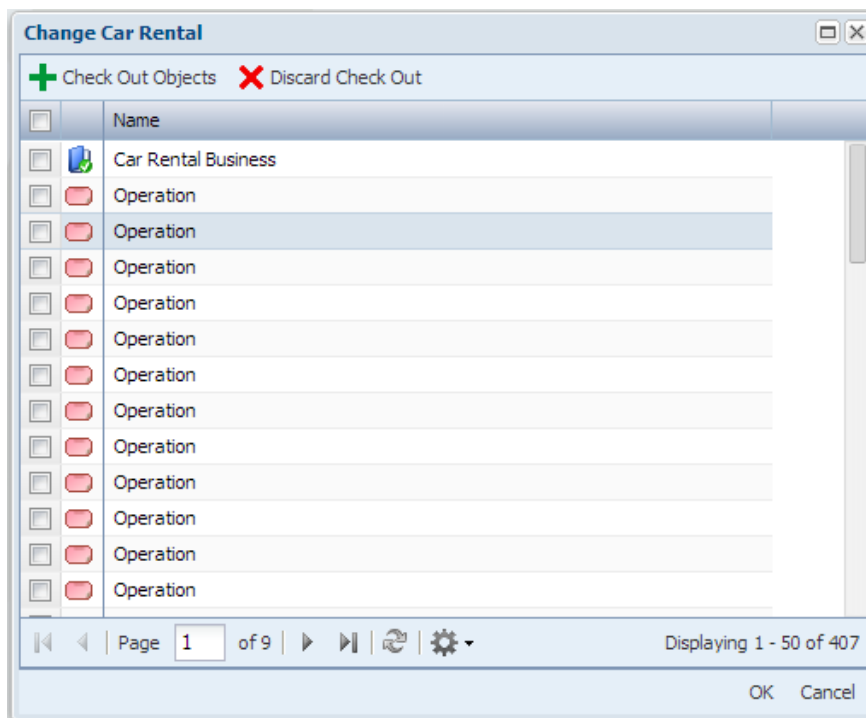 Change Car Rental
Check Out Objects Discard Check Out
Name
Car Rental Business
Operation
Operation
Operation
Operation
Operation
Operation
Operation
Operation
Operation
Operation
Operation
Operation
Page 1 of 9 Displaying 1 - 50 of 407
OK Cancel